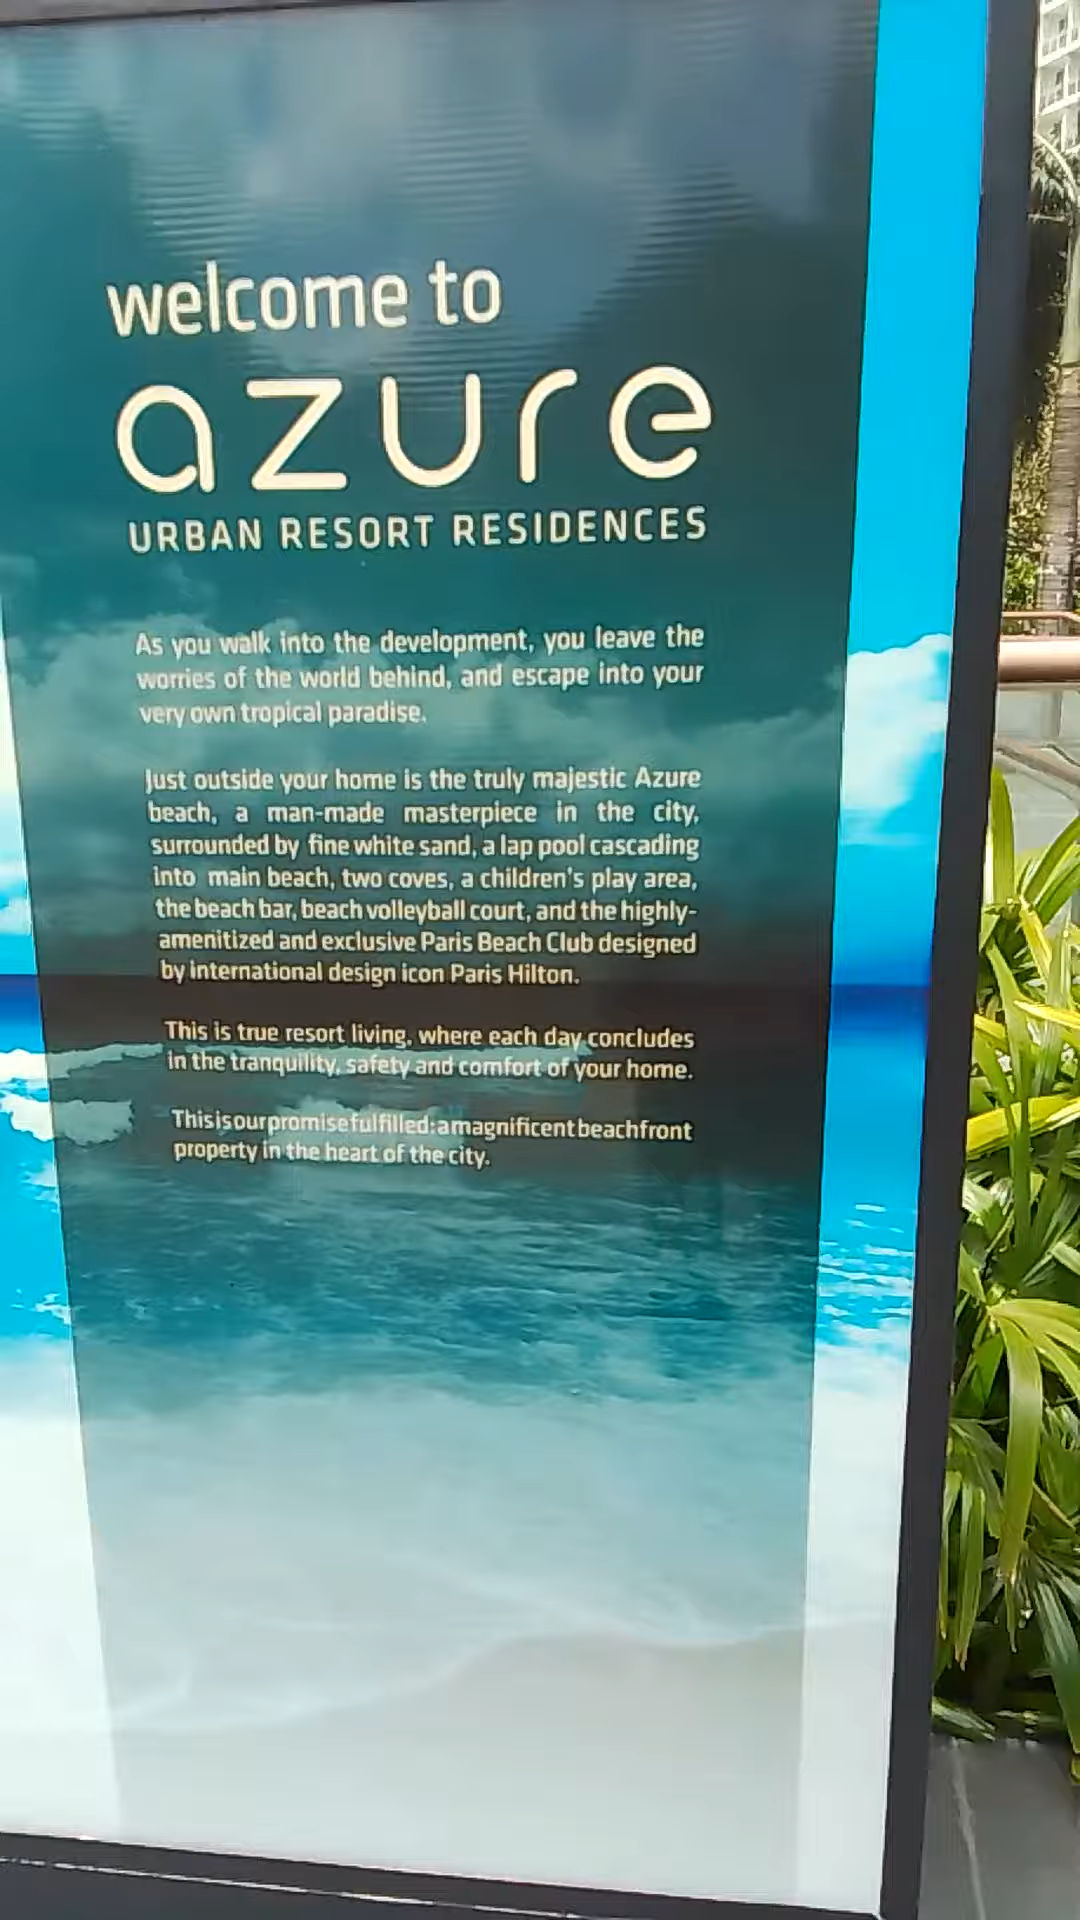 welcome to
azure
URBAN RESORT RESIDENCES
As you walk into the development, you leave the
worries of the world behind, and escape into your
very own tropical paradise.
Just outside your home is the truly majestic Azure
beach, a man-made masterpiece in the city,
surrounded by fine white sand, a lap pool cascading
into main beach, two coves, a children's play area,
the beach bar, beach volleyball court, and the highly-
amenitized and exclusive Paris Beach Club designed
by international design icon Paris Hilton.
This is true resort living, where each day concludes
in the tranquility, safety and comfort of your home.
This is our promise fulfilled: a magnificent beachfront
property in the heart of the city.